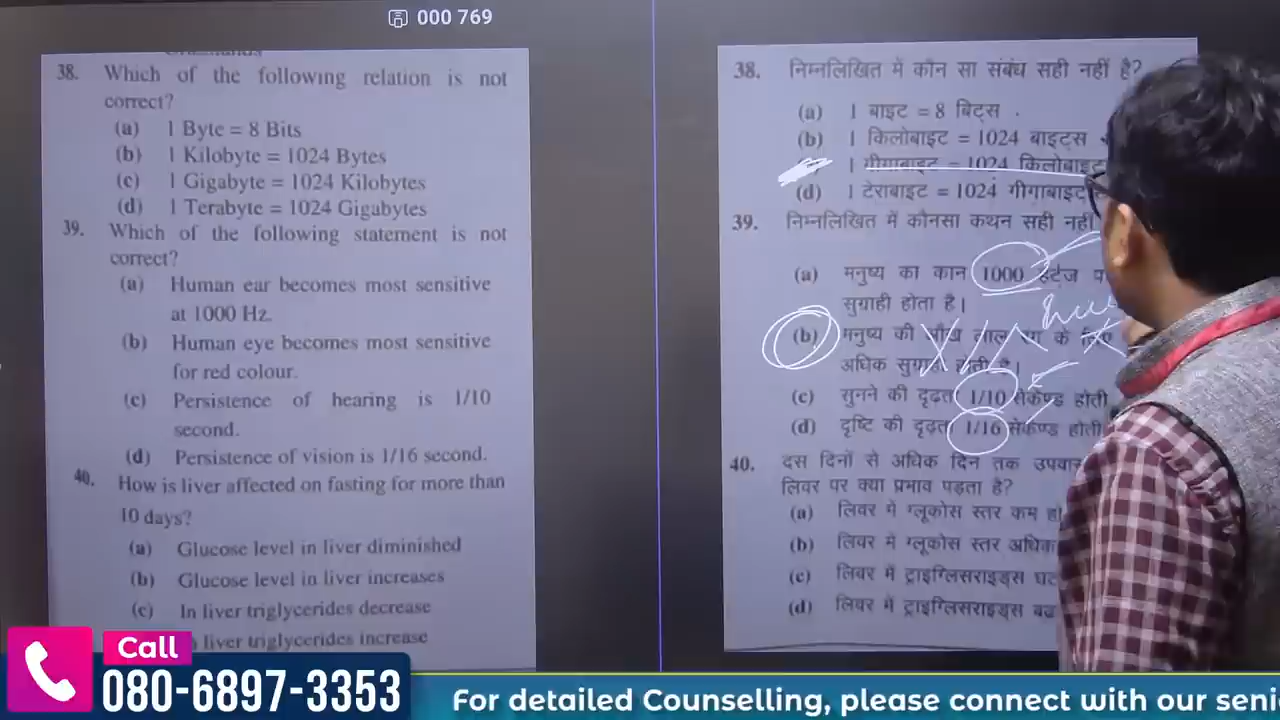 000 769
38. Which of the following relation is not
correct?
(a) 1 Byte = 8 Bits
(b) 1 Kilobyte = 1024 Bytes
(c) 1 Gigabyte = 1024 Kilobytes
(d) 1 Terabyte = 1024 Gigabytes
39. Which of the following statement is not
correct?
(a) Human ear becomes most sensitive
at 1000 Hz.
(b) Human eye becomes most sensitive
for red colour.
(c) Persistence of hearing is 1/10
second.
(d) Persistence of vision is 1/16 second.
40. How is liver affected on fasting for more than
10 days?
(a) Glucose level in liver diminished
(b) Glucose level in liver increases
(c) In liver triglycerides decrease
liver triglycerides increase
38. निम्नलिखित में कौन सा संबंध सही नहीं है?
(a) 1 बाइट = 8 बिट्स
(b) 1 किलोबाइट = 1024 बाइट्स
1 गीगाबाइट = 1024 किलोबाइट
(d) 1 टेराबाइट = 1024 गीगाबाइट
39. निम्नलिखित में कौनसा कथन सही नहीं
(a) मनुष्य का कान 1000 हर्ट्ज प
सुग्राही होता है।
(b) मनुष्य की आँख लाल रंग के लिए
अधिक सुग्राही होती है।
(c) सुनने की दृढ़ता 1/10 सेकेण्ड होती
(d) दृष्टि की दृढ़ता 1/16 सेकेण्ड होती
40. दस दिनों से अधिक दिन तक उपवास
लिवर पर क्या प्रभाव पड़ता है?
(a) लिवर में ग्लूकोस स्तर कम
(b) लिवर में ग्लूकोस स्तर अधिक
(c) लिवर में ट्राइग्लिसराइड्स घट
(d) लिवर में ट्राइग्लिसराइड्स बढ
Call
080-6897-3353
For detailed Counselling, please connect with our seni